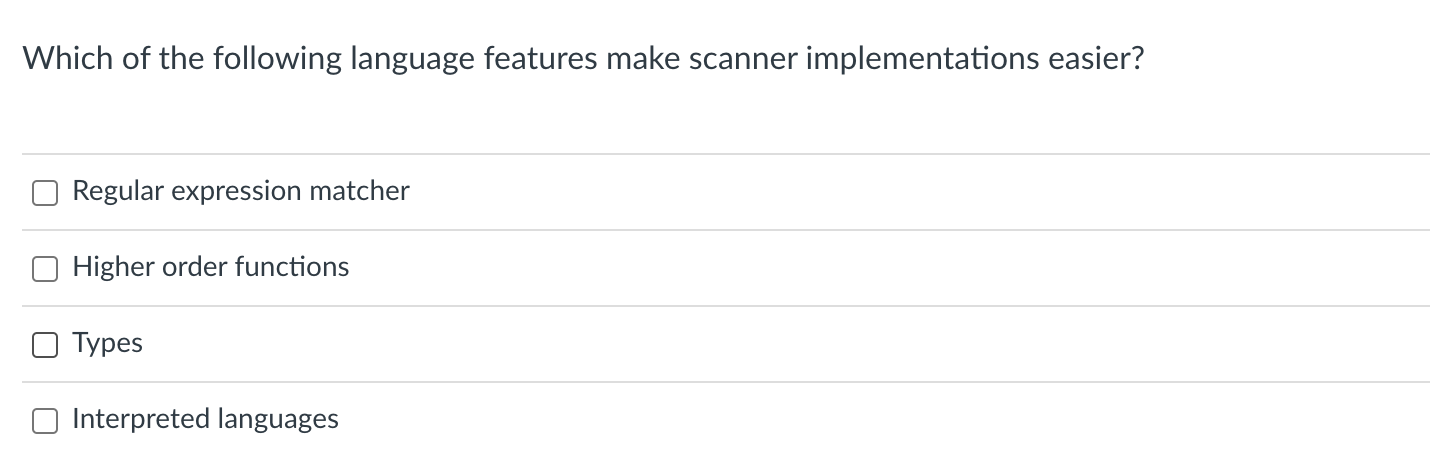 Which of the following language features make scanner implementations easier?
Regular expression matcher
Higher order functions
Types
Interpreted languages